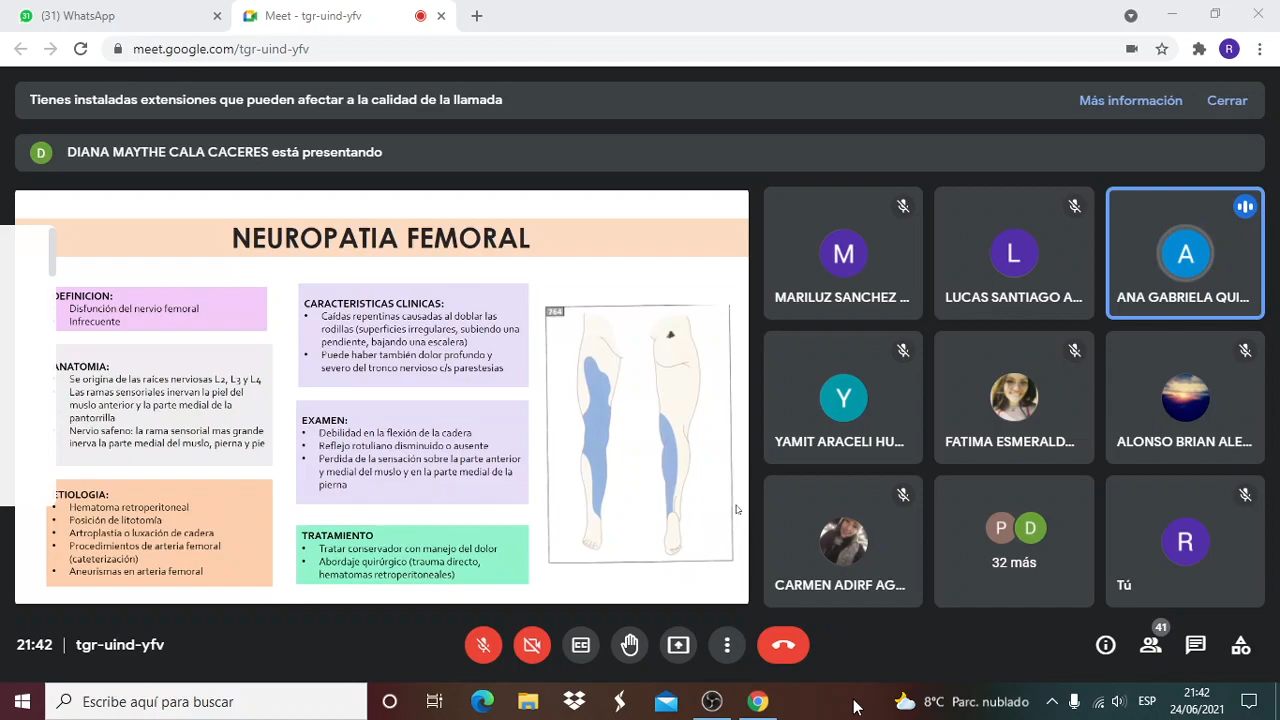 (31) WhatsApp
Meet - tgr-uind-yfv
meet.google.com/tgr-uind-yfv
R
Tienes instaladas extensiones que pueden afectar a la calidad de la llamada
Más información
Cerrar
D
DIANA MAYTHE CALA CACERES está presentando
NEUROPATIA FEMORAL
DEFINICION:
Disfunción del nervio femoral
Infrecuente
ANATOMIA:
Se origina de las raíces nerviosas L2, L3 y L4
Las ramas sensoriales inervan la piel del
muslo anterior y la parte medial de la
pantorrilla
Nervio safeno: la rama sensorial mas grande
inerva la parte medial del muslo, pierna y pie
ETIOLOGIA:
• Hematoma retroperitoneal
• Posición de litotomía
• Artroplastia o luxación de cadera
• Procedimientos de arteria femoral
(cateterización)
• Aneurismas en arteria femoral
CARACTERISTICAS CLINICAS:
• Caídas repentinas causadas al doblar las
rodillas (superficies irregulares, subiendo una
pendiente, bajando una escalera)
• Puede haber también dolor profundo y
severo del tronco nervioso c/s parestesias
EXAMEN:
• Debilidad en la flexión de la cadera
• Reflejo rotuliano disminuido o ausente
• Perdida de la sensación sobre la parte anterior
y medial del muslo y en la parte medial de la
pierna
TRATAMIENTO
• Tratar conservador con manejo del dolor
• Abordaje quirúrgico (trauma directo,
hematomas retroperitoneales)
764
M
MARILUZ SANCHEZ ...
L
LUCAS SANTIAGO A...
A
ANA GABRIELA QUI...
Y
YAMIT ARACELI HU...
FATIMA ESMERALD...
ALONSO BRIAN ALE...
CARMEN ADIRF AG...
P D
32 más
R
Tú
21:42 | tgr-uind-yfv
41
Escribe aquí para buscar
8°C Parc. nublado
ESP
21:42
24/06/2021